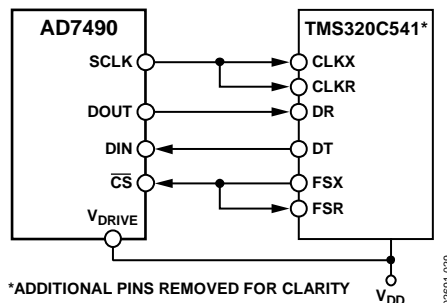 AD7490
TMS320C541*
SCLK
CLKX
CLKR
DOUT
DR
DIN
DT
CS
FSX
FSR
VDRIVE
*ADDITIONAL PINS REMOVED FOR CLARITY
VDD